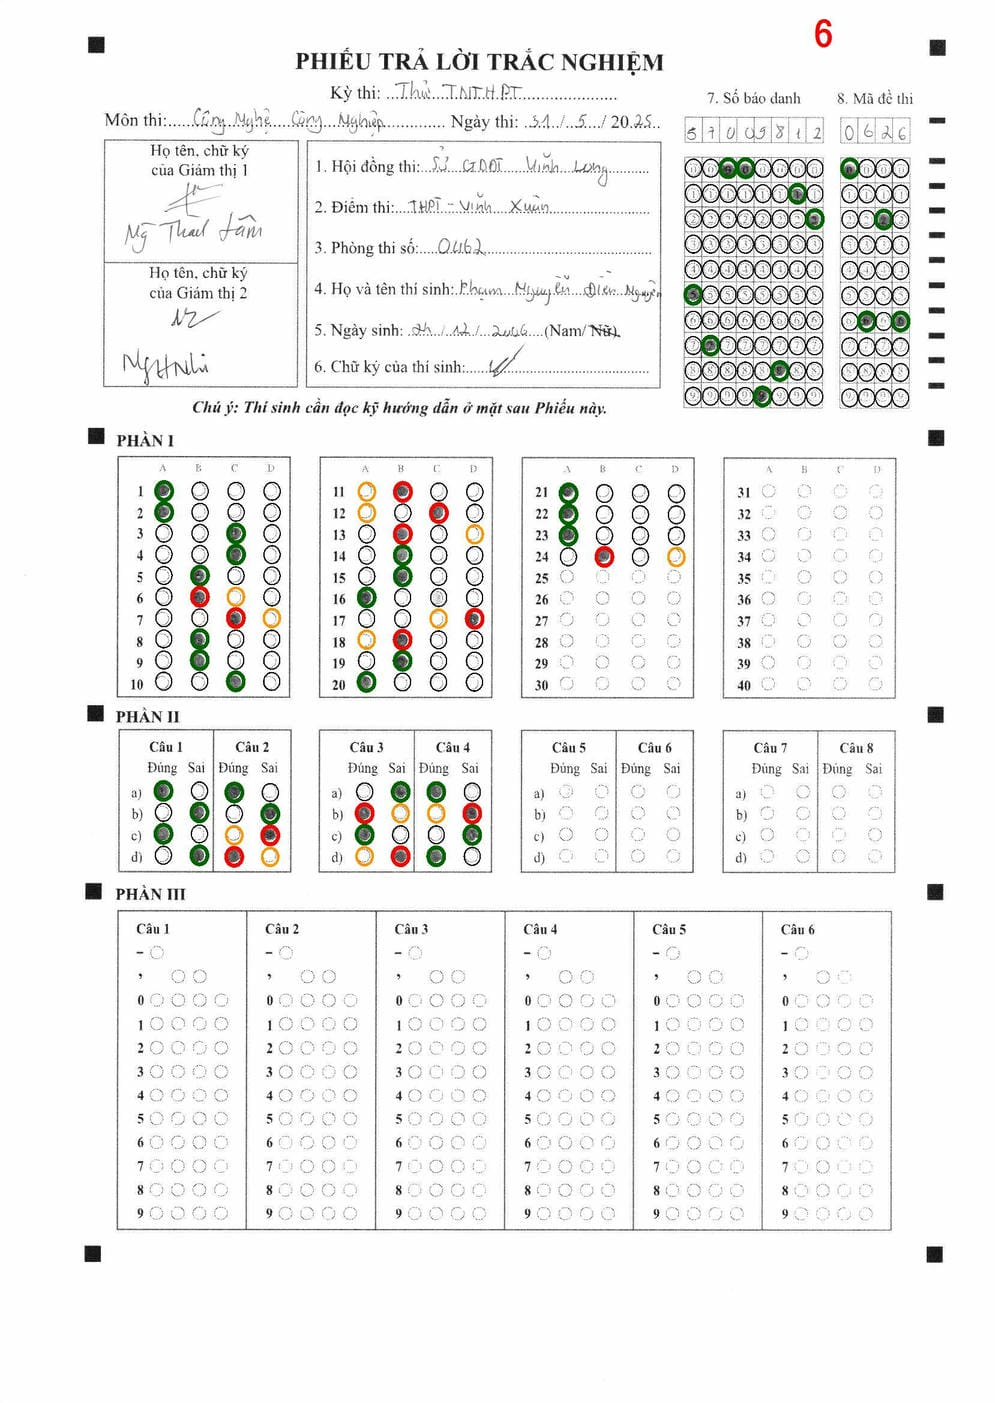 6
PHIẾU TRẢ LỜI TRẮC NGHIỆM
Kỳ thi: Thử TNTHPT
Môn thi: Công Nghệ Công Nghiệp Ngày thi: 31 / 5 / 2025
7. Số báo danh 8. Mã đề thi
5 7 0 0 9 8 1 2 0 6 2 6
Họ tên, chữ ký
của Giám thị 1
Họ tên, chữ ký
của Giám thị 2
1. Hội đồng thi: Sở GDĐT Vĩnh Long
2. Điểm thi: THPT - Vĩnh Xuân
3. Phòng thi số: 0462
4. Họ và tên thí sinh: Phạm Nguyễn Điền Nguyên
5. Ngày sinh: / 12 / 2006 (Nam/ Nữ)
6. Chữ ký của thí sinh:
Chú ý: Thí sinh cần đọc kỹ hướng dẫn ở mặt sau Phiếu này.
PHẦN I
A B C D A B C D A B C D A B C D
1 11 21 31
2 12 22 32
3 13 23 33
4 14 24 34
5 15 25 35
6 16 26 36
7 17 27 37
8 18 28 38
9 19 29 39
10 20 30 40
PHẦN II
Câu 1 Câu 2 Câu 3 Câu 4 Câu 5 Câu 6 Câu 7 Câu 8
Đúng Sai Đúng Sai Đúng Sai Đúng Sai Đúng Sai Đúng Sai Đúng Sai Đúng Sai
a) a) a) a)
b) b) b) b)
c) c) c) c)
d) d) d) d)
PHẦN III
Câu 1 Câu 2 Câu 3 Câu 4 Câu 5 Câu 6
- - - - - -
, , , , , ,
0 0 0 0 0 0
1 1 1 1 1 1
2 2 2 2 2 2
3 3 3 3 3 3
4 4 4 4 4 4
5 5 5 5 5 5
6 6 6 6 6 6
7 7 7 7 7 7
8 8 8 8 8 8
9 9 9 9 9 9